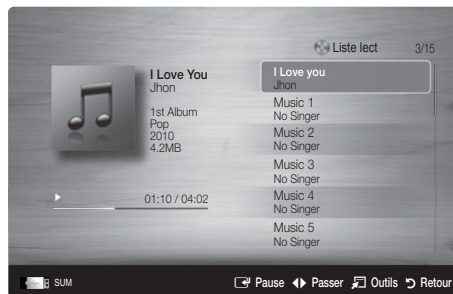 Liste lect 3/15
I Love You
Jhon
1st Album
Pop
2010
4.2MB
01:10 / 04:02
I Love you
Jhon
Music 1
No Singer
Music 2
No Singer
Music 3
No Singer
Music 4
No Singer
Music 5
No Singer
SUM Pause Passer Outils Retour